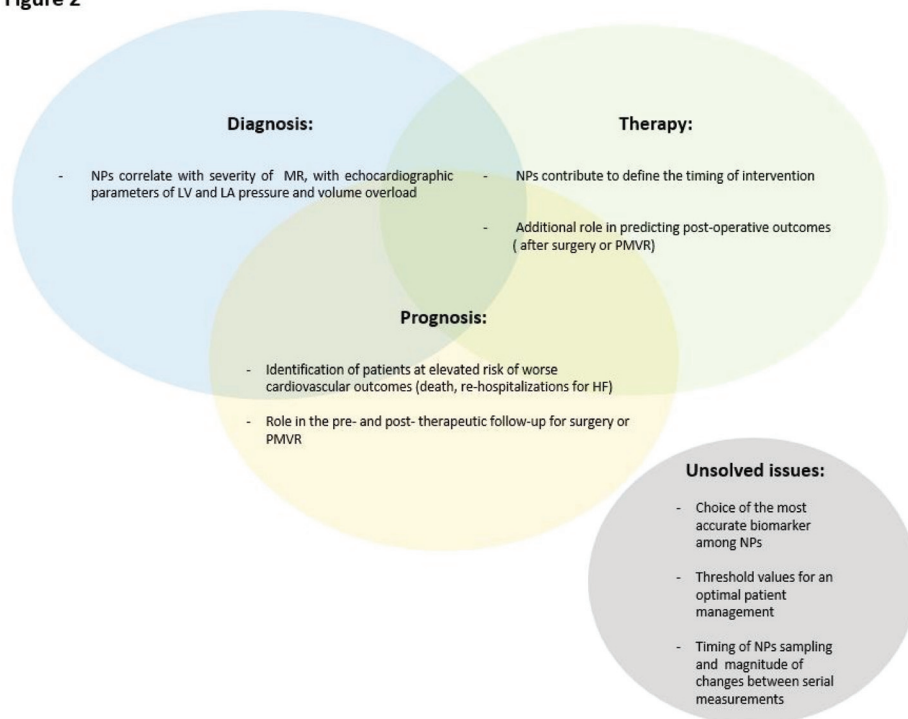 Figure 2
Diagnosis:
- NPs correlate with severity of MR, with echocardiographic
parameters of LV and LA pressure and volume overload
Therapy:
- NPs contribute to define the timing of intervention
- Additional role in predicting post-operative outcomes
( after surgery or PMVR)
Prognosis:
- Identification of patients at elevated risk of worse
cardiovascular outcomes (death, re-hospitalizations for HF)
- Role in the pre- and post- therapeutic follow-up for surgery or
PMVR
Unsolved issues:
- Choice of the most
accurate biomarker
among NPs
- Threshold values for an
optimal patient
management
- Timing of NPs sampling
and magnitude of
changes between serial
measurements